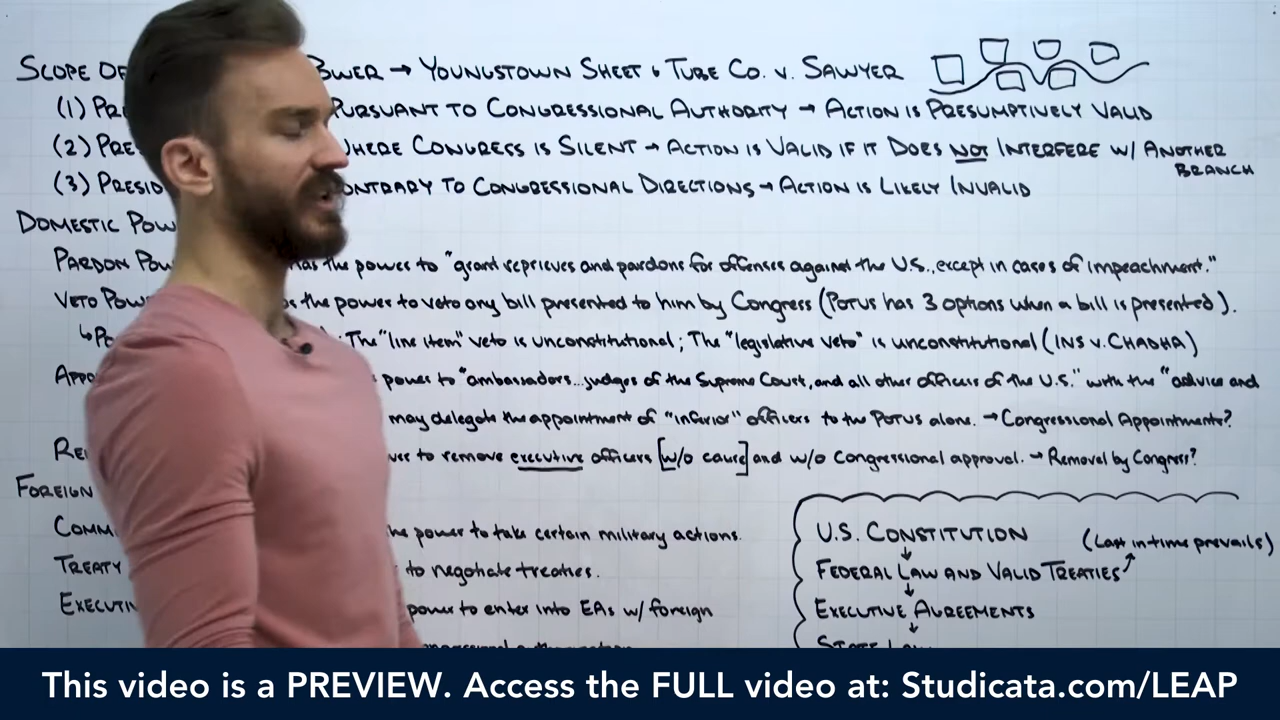 SCOPE OF POWER → YOUNGSTOWN SHEET & TUBE CO. V. SAWYER
(1) PRE PURSUANT TO CONGRESSIONAL AUTHORITY → ACTION IS PRESUMPTIVELY VALID
(2) PRE WHERE CONGRESS IS SILENT → ACTION IS VALID IF IT DOES NOT INTERFERE W/ ANOTHER
BRANCH
(3) PRESID CONTRARY TO CONGRESSIONAL DIRECTIONS → ACTION IS LIKELY INVALID
DOMESTIC POW
PARDON POW has the power to "grant reprieves and pardons for offenses against the U.S., except in cases of impeachment."
VETO POW s the power to veto any bill presented to him by Congress (POTUS has 3 options when a bill is presented).
↳ Po : The "line item" veto is unconstitutional; The "legislative veto" is unconstitutional (INS v. CHADHA)
APPO power to "ambassadors...judges of the Supreme Court, and all other officers of the U.S." with the "advice and
may delegate the appointment of "inferior" officers to the POTUS alone. → Congressional Appointments?
RE wer to remove executive officers [w/o cause] and w/o Congressional approval. → Removal by Congress?
FOREIGN
COMM he power to take certain military actions.
TREATY to negotiate treaties.
EXECUTIV power to enter into EAs w/ foreign
U.S. CONSTITUTION
↓
(Last in time prevails)
FEDERAL LAW AND VALID TREATIES
↓
EXECUTIVE AGREEMENTS
↓
STATE LAW
This video is a PREVIEW. Access the FULL video at: Studicata.com/LEAP